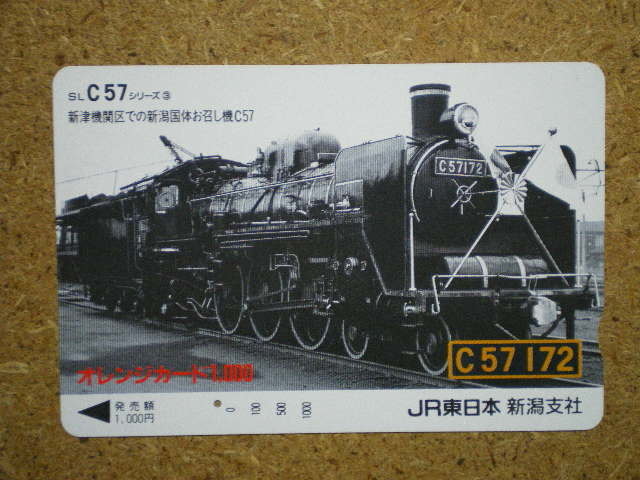 SL C57シリーズ③
新津機関区での新潟国体お召し機C57
C57172
C57 172
オレンジカード1,000
発売額
1,000円
0 100 500 1000
JR東日本 新潟支社